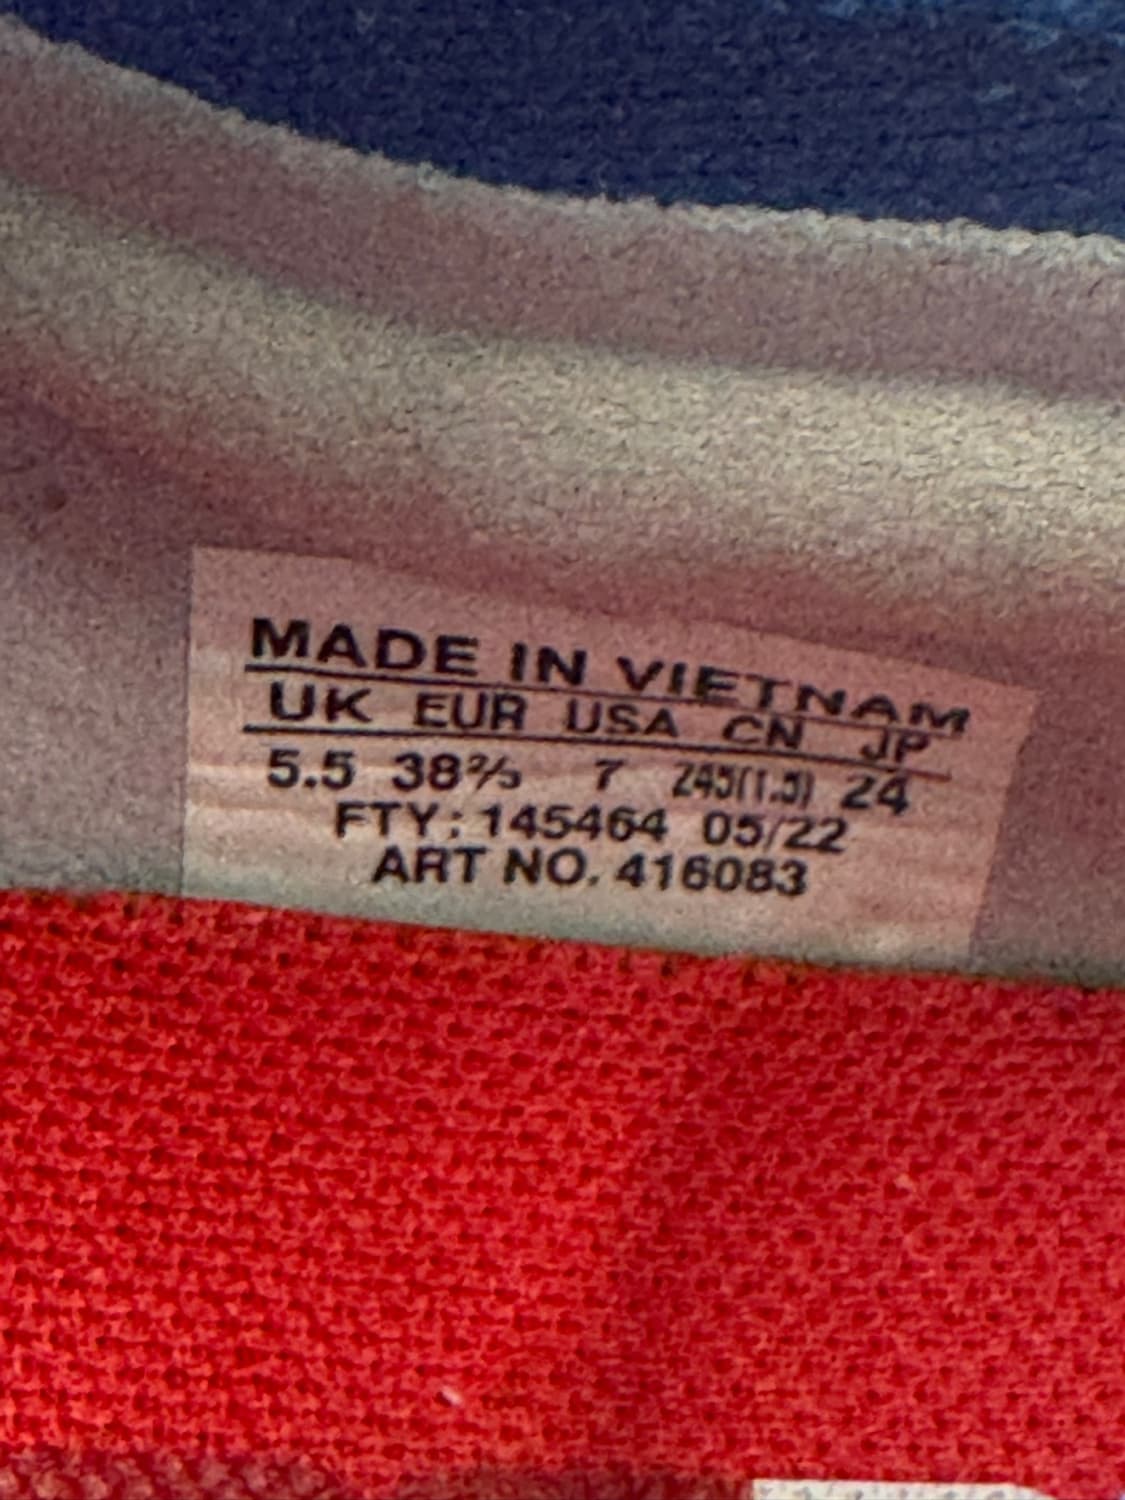 MADE IN VIETNAM
UK EUR USA CN JP
5.5 38⅔ 7 245(1.5) 24
FTY: 145464 05/22
ART NO. 416083